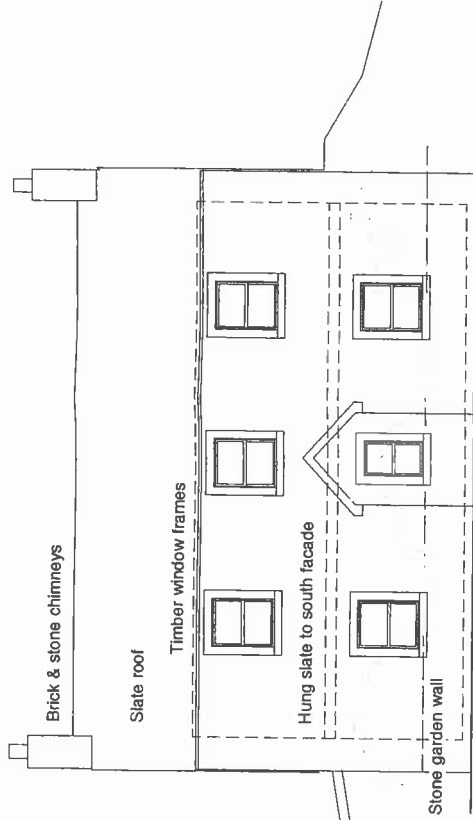 Brick & stone chimneys
Slate roof
Timber window frames
Hung slate to south facade
Stone garden wall